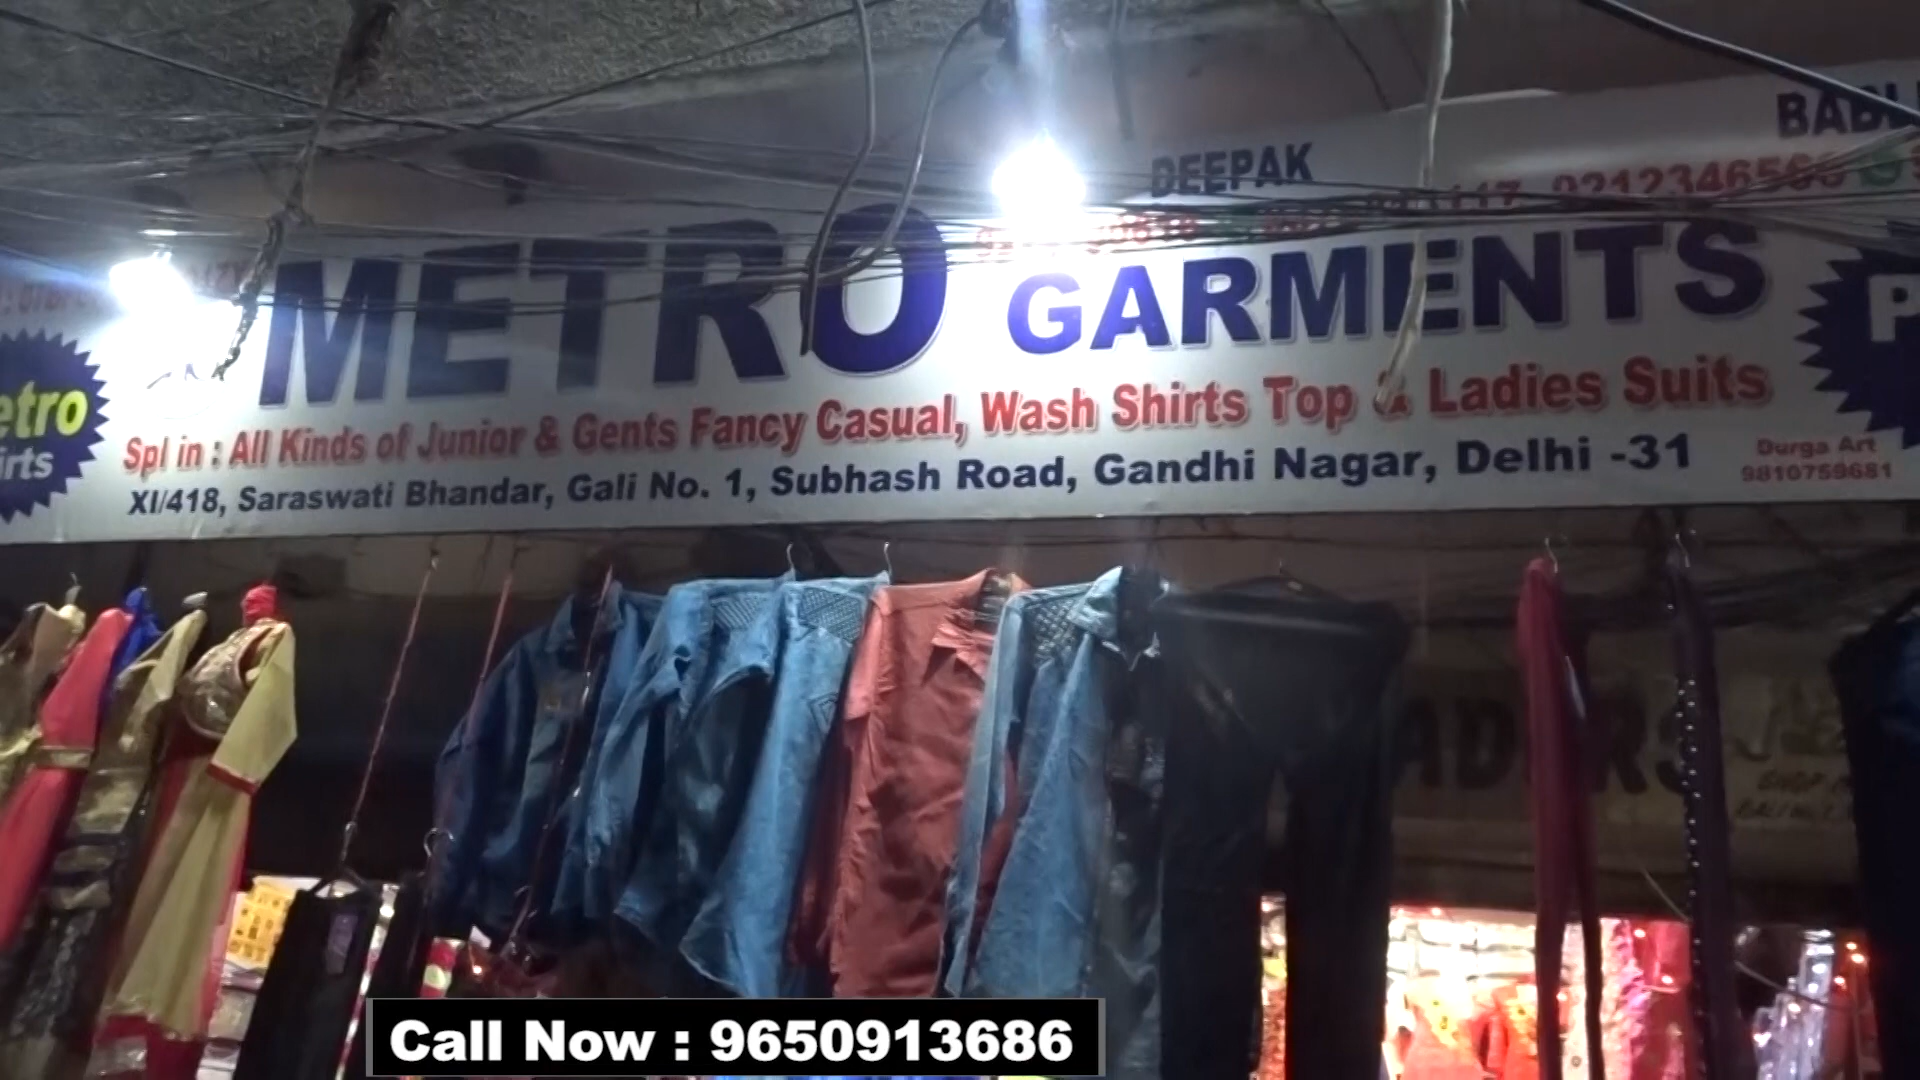 DEEPAK
METRO GARMENTS
etro
irts
Spl in : All Kinds of Junior & Gents Fancy Casual, Wash Shirts Top & Ladies Suits
XI/418, Saraswati Bhandar, Gali No. 1, Subhash Road, Gandhi Nagar, Delhi -31
Durga Art
9810759681
Call Now : 9650913686